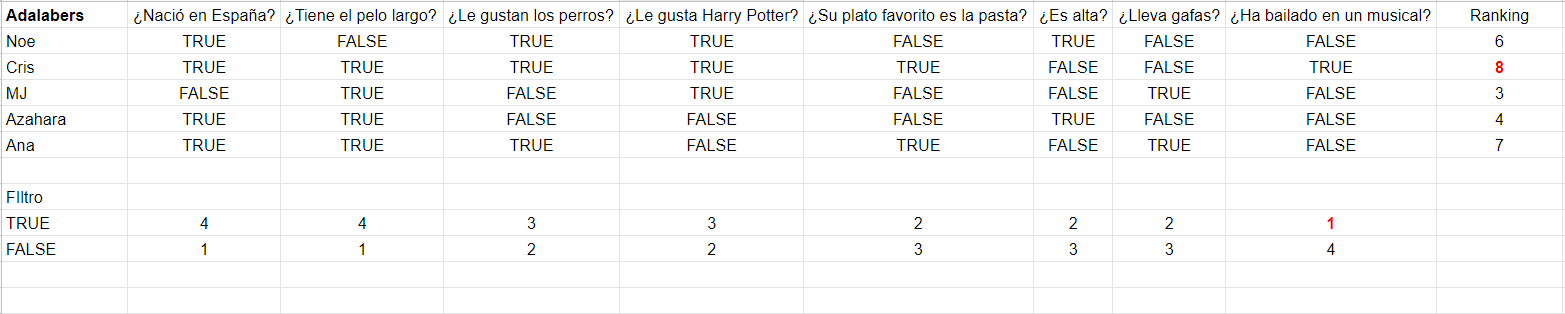 Adalabers ¿Nació en España? ¿Tiene el pelo largo? ¿Le gustan los perros? ¿Le gusta Harry Potter? ¿Su plato favorito es la pasta? ¿Es alta? ¿Lleva gafas? ¿Ha bailado en un musical? Ranking
Noe TRUE FALSE TRUE TRUE FALSE TRUE FALSE FALSE 6
Cris TRUE TRUE TRUE TRUE TRUE FALSE FALSE TRUE 8
MJ FALSE TRUE FALSE TRUE FALSE FALSE TRUE FALSE 3
Azahara TRUE TRUE FALSE FALSE FALSE TRUE FALSE FALSE 4
Ana TRUE TRUE TRUE FALSE TRUE FALSE TRUE FALSE 7
FIltro
TRUE 4 4 3 3 2 2 2 1
FALSE 1 1 2 2 3 3 3 4